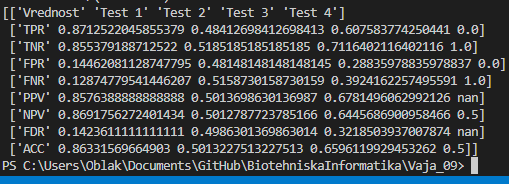 [['Vrednost' 'Test 1' 'Test 2' 'Test 3' 'Test 4']
['TPR' 0.8712522045855379 0.48412698412698413 0.607583774250441 0.0]
['TNR' 0.855379188712522 0.5185185185185185 0.7116402116402116 1.0]
['FPR' 0.14462081128747795 0.48148148148148145 0.28835978835978837 0.0]
['FNR' 0.12874779541446207 0.5158730158730159 0.3924162257495591 1.0]
['PPV' 0.8576388888888888 0.5013698630136987 0.6781496062992126 nan]
['NPV' 0.8691756272401434 0.5012787723785166 0.6445686900958466 0.5]
['FDR' 0.1423611111111111 0.4986301369863014 0.3218503937007874 nan]
['ACC' 0.863315696649 03 0.5013227513227513 0.6596119929453262 0.5]]
PS C:\Users\Oblak\Documents\GitHub\BiotehniskaInformatika\Vaja_09>